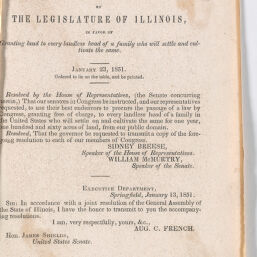 OF
THE LEGISLATURE OF ILLINOIS,
IN FAVOR OF
Granting land to every landless head of a family who will settle and cul-
tivate the same.
JANUARY 23, 1851.
Ordered to lie on the table, and be printed.
Resolved by the House of Representatives, (the Senate concurring
herein,) That our senators in Congress be instructed, and our representatives
requested, to use their best endeavors to procure the passage of a law by
Congress, granting, free of charge, to every landless head of a family in
the United States who will settle on and cultivate the same for one year,
one hundred and sixty acres of land, from our public domain.
Resolved, That the governor be requested to transmit a copy of the fore-
going resolution to each of our members of Congress.
SIDNEY BREESE,
Speaker of the House of Representatives.
WILLIAM McMURTRY,
Speaker of the Senate.
EXECUTIVE DEPARTMENT,
Springfield, January 13, 1851.
SIR: In accordance with a joint resolution of the General Assembly of
the State of Illinois, I have the honor to transmit you the accompany-
ing resolutions.
I am, very respectfully, yours, &c.,
AUG. C. FRENCH.
HON. JAMES SHIELDS,
United States Senate.